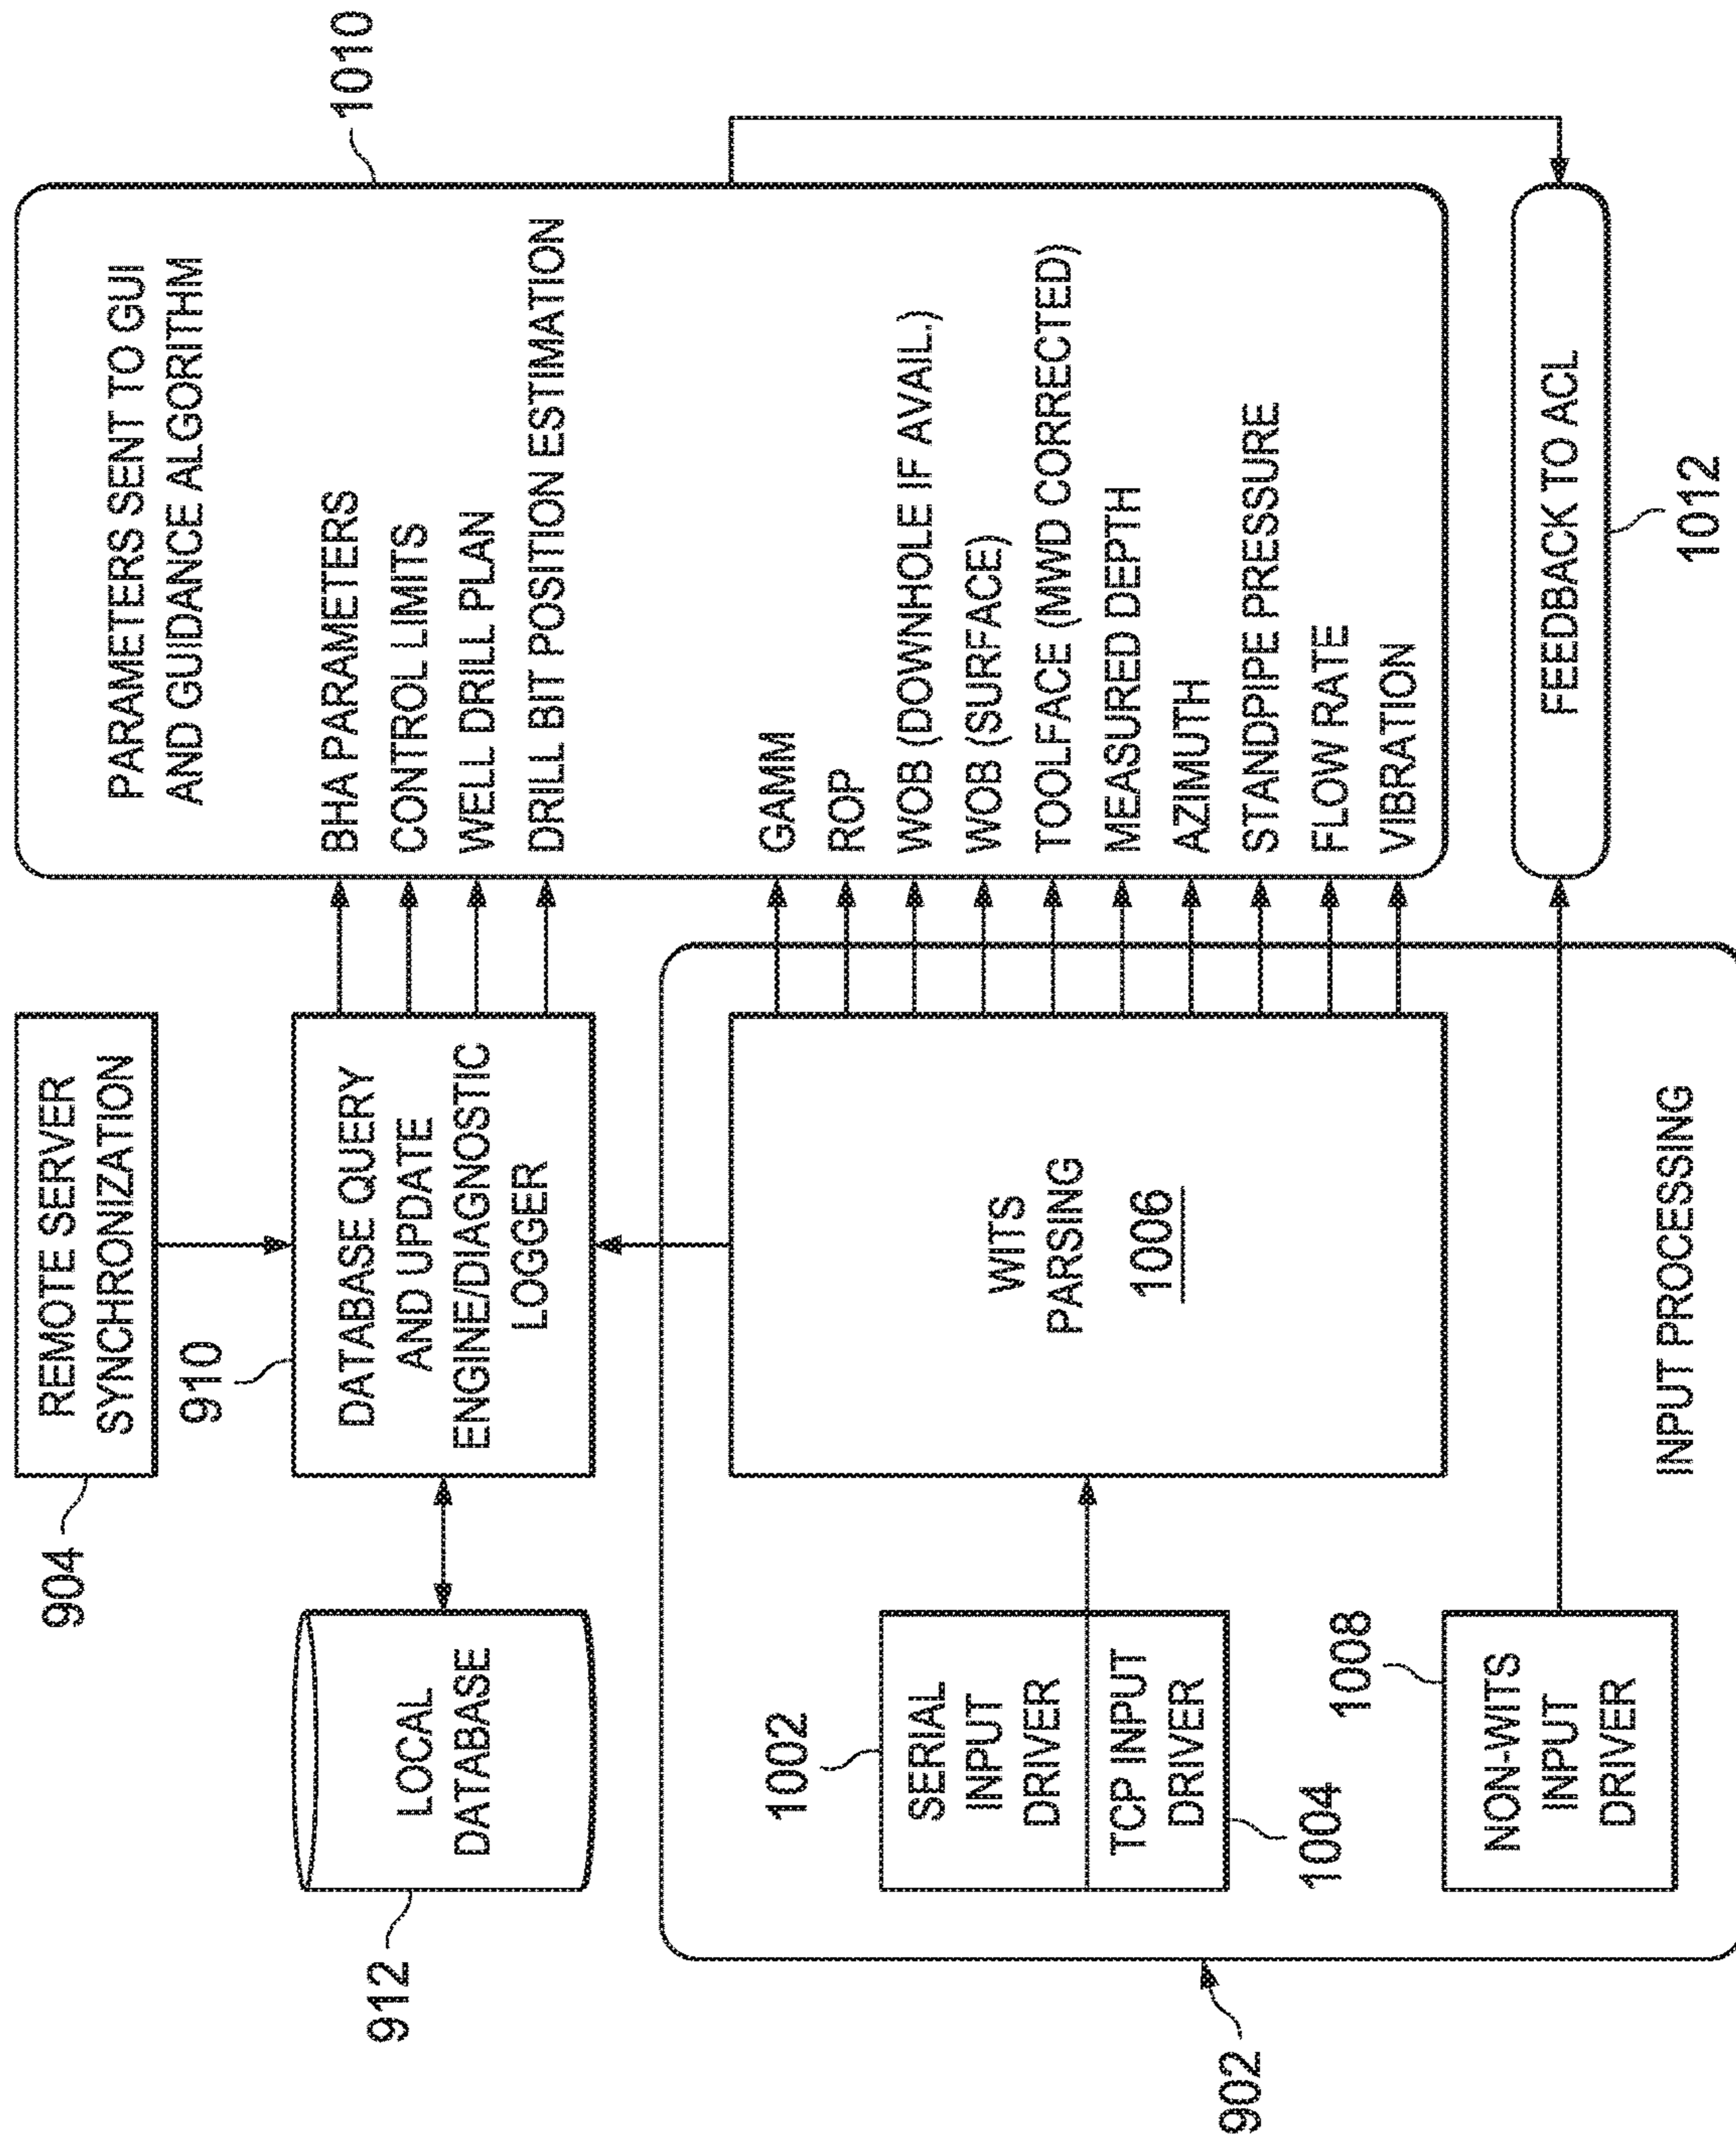 904
REMOTE SERVER
SYNCHRONIZATION
912
LOCAL
DATABASE
910
DATABASE QUERY
AND UPDATE
ENGINE/DIAGNOSTIC
LOGGER
PARAMETERS SENT TO GUI
AND GUIDANCE ALGORITHM
1010
BHA PARAMETERS
CONTROL LIMITS
WELL DRILL PLAN
DRILL BIT POSITION ESTIMATION
GAMM
ROP
WOB (DOWNHOLE IF AVAIL.)
WOB (SURFACE)
TOOLFACE (MWD CORRECTED)
MEASURED DEPTH
AZIMUTH
STANDPIPE PRESSURE
FLOW RATE
VIBRATION
902
1002
SERIAL
INPUT
DRIVER
TCP INPUT
DRIVER
1004
WITS
PARSING
1006
1008
NON-WITS
INPUT
DRIVER
INPUT PROCESSING
FEEDBACK TO ACL
1012